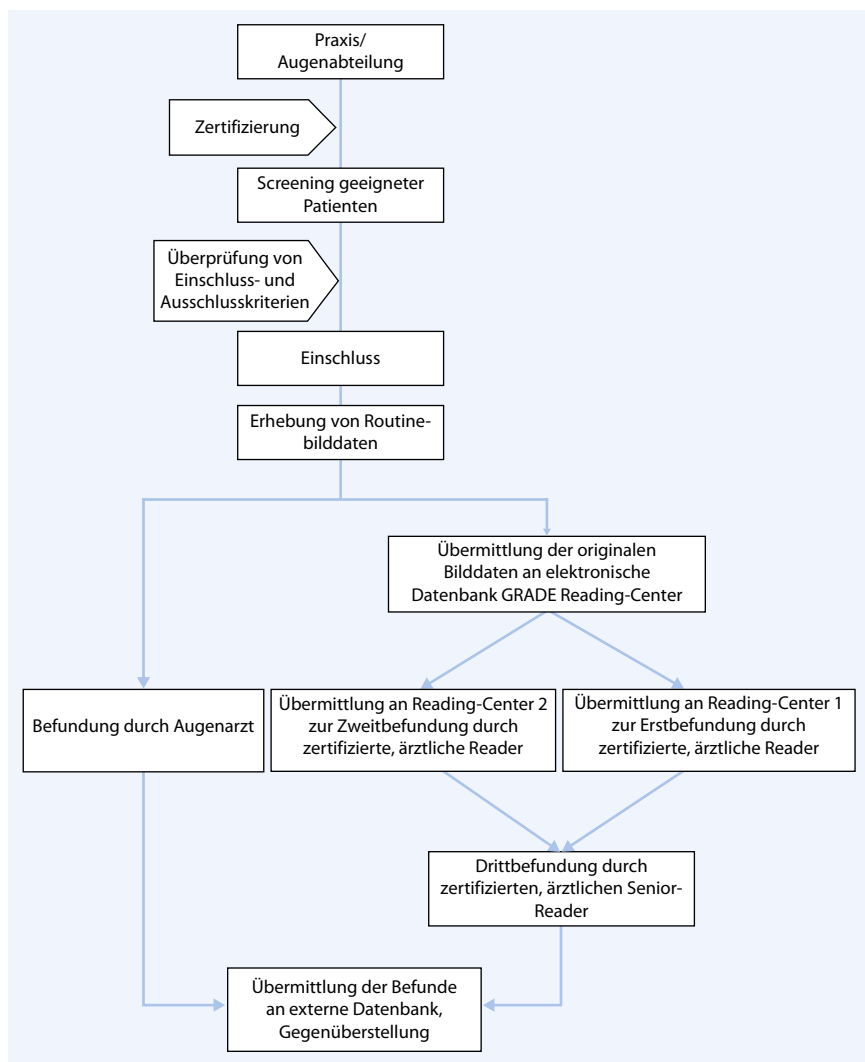 Praxis/
Augenabteilung
Zertifizierung
Screening geeigneter
Patienten
Überprüfung von
Einschluss- und
Ausschlusskriterien
Einschluss
Erhebung von Routine-
bilddaten
Übermittlung der originalen
Bilddaten an elektronische
Datenbank GRADE Reading-Center
Befundung durch Augenarzt
Übermittlung an Reading-Center 2
zur Zweitbefundung durch
zertifizierte, ärztliche Reader
Übermittlung an Reading-Center 1
zur Erstbefundung durch
zertifizierte, ärztliche Reader
Drittbefundung durch
zertifizierten, ärztlichen Senior-
Reader
Übermittlung der Befunde
an externe Datenbank,
Gegenüberstellung